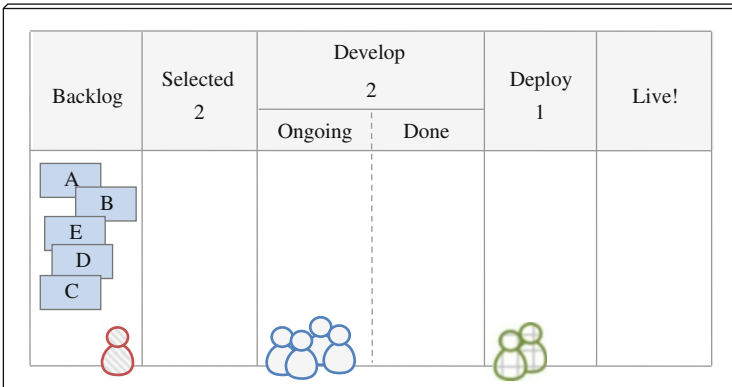 Backlog
Selected
2
Develop
2
Ongoing
Done
Deploy
1
Live!
A
B
E
D
C